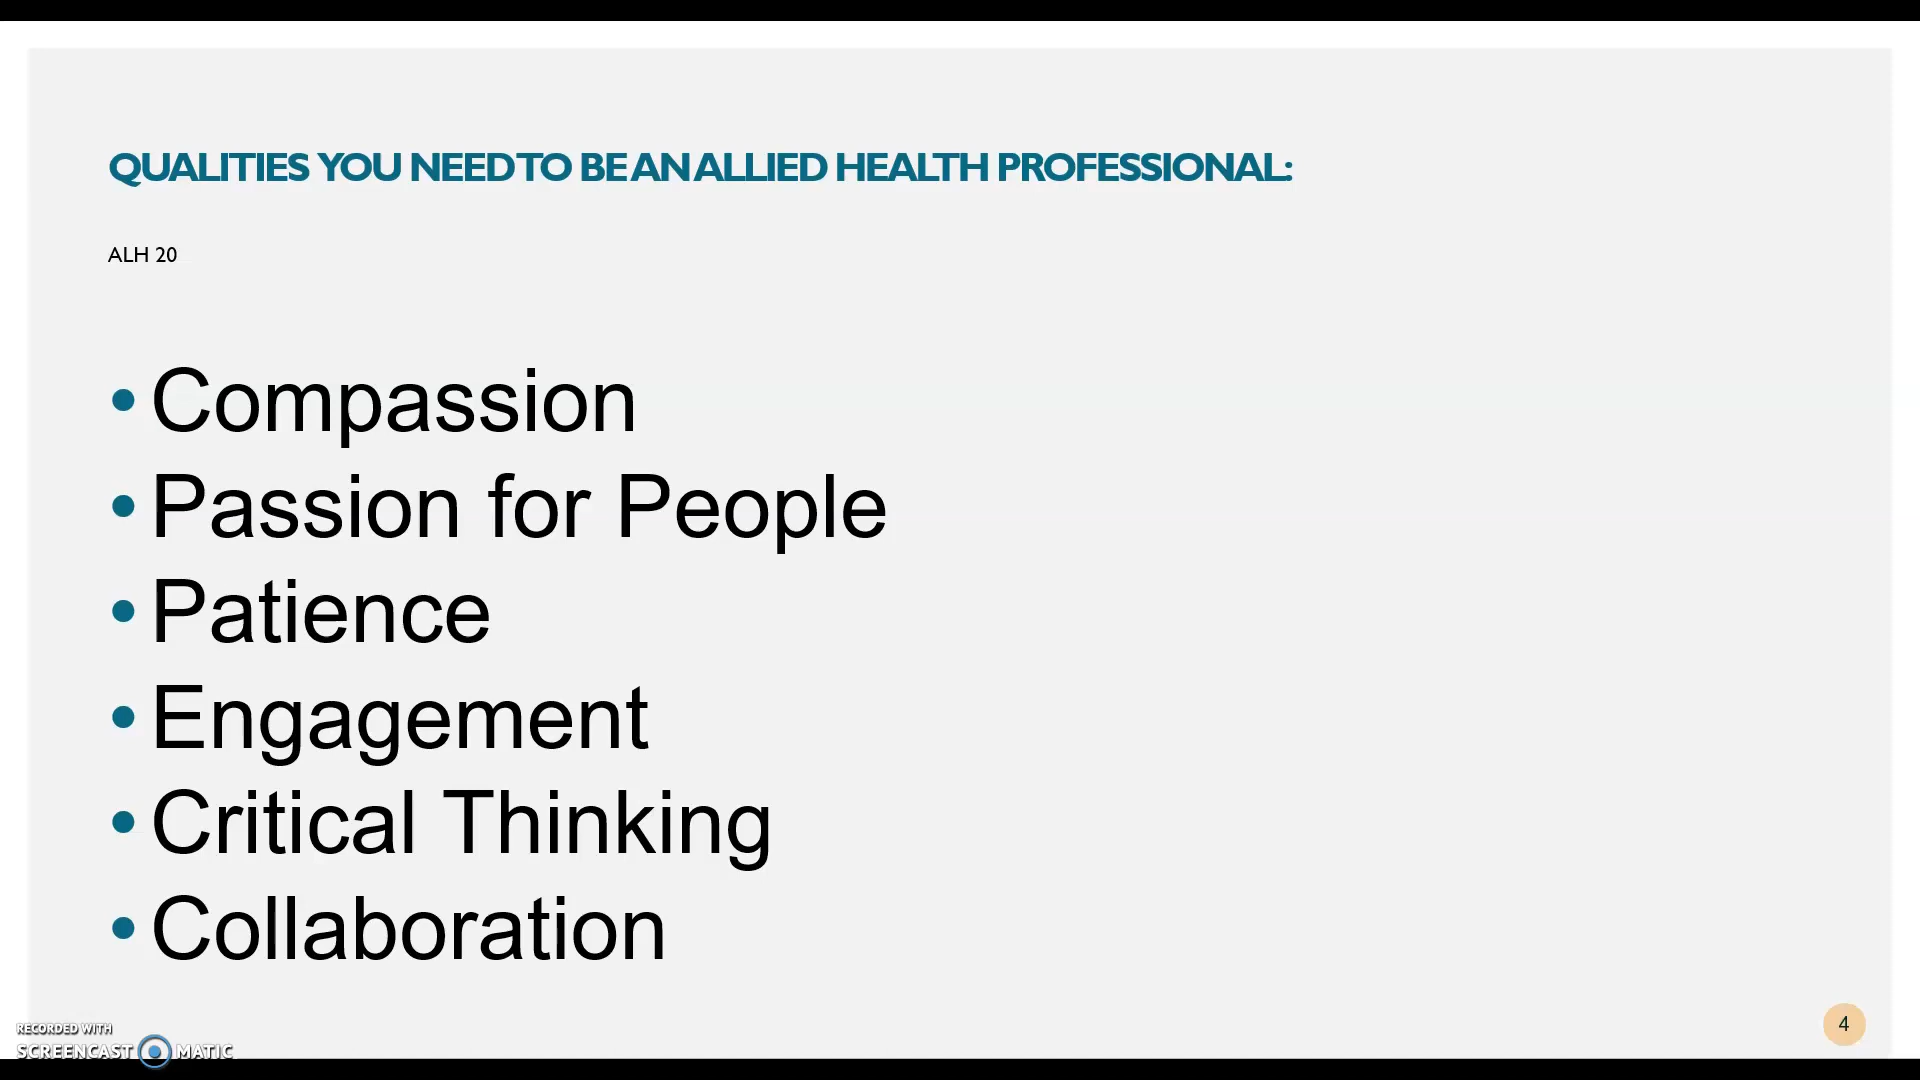 QUALITIES YOU NEED TO BE AN ALLIED HEALTH PROFESSIONAL:
ALH 20
• Compassion
• Passion for People
• Patience
• Engagement
• Critical Thinking
• Collaboration
4
RECORDED WITH
SCREENCAST MATIC